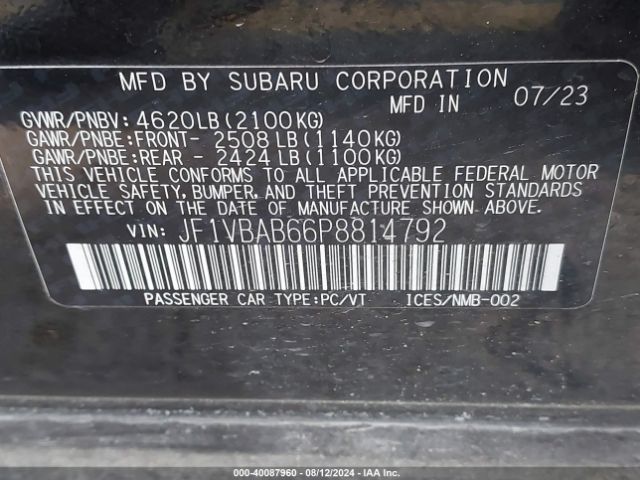 MFD BY SUBARU CORPORATION
MFD IN 07/23
GVWR/PNBV: 4620LB(2100KG)
GAWR/PNBE:FRONT- 2508 LB(1140KG)
GAWR/PNBE:REAR - 2424 LB(1100KG)
THIS VEHICLE CONFORMS TO ALL APPLICABLE FEDERAL MOTOR
VEHICLE SAFETY, BUMPER, AND THEFT PREVENTION STANDARDS
IN EFFECT ON THE DATE OF MANUFACTURE SHOWN ABOVE.
VIN: JF1VBAB66P8814792
PASSENGER CAR TYPE:PC/VT ICES/NMB-002
000-40087960 - 08/12/2024 - IAAI.COM